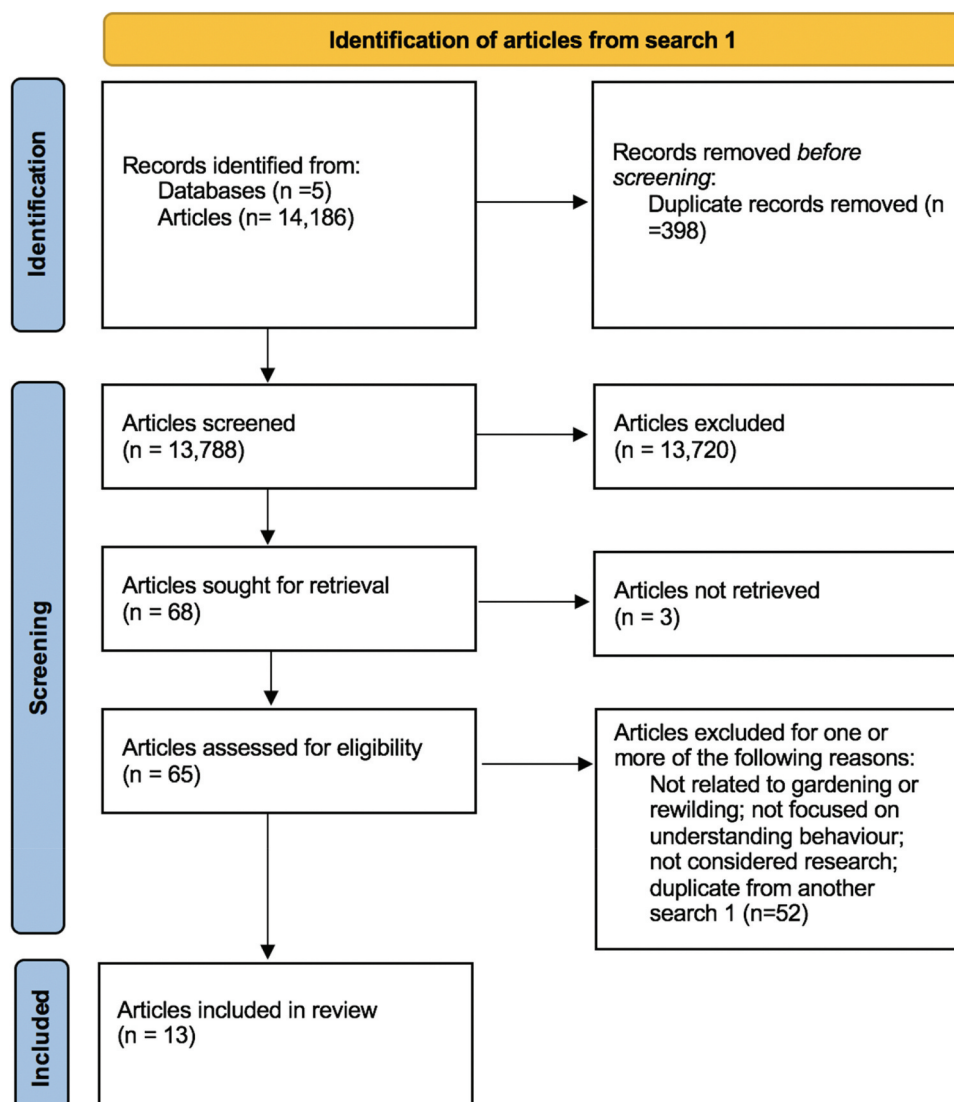 Identification of articles from search 1
Identification
Records identified from:
Databases (n =5)
Articles (n= 14,186)
Records removed before
screening:
Duplicate records removed (n
=398)
Screening
Articles screened
(n = 13,788)
Articles excluded
(n = 13,720)
Articles sought for retrieval
(n = 68)
Articles not retrieved
(n = 3)
Articles assessed for eligibility
(n = 65)
Articles excluded for one or
more of the following reasons:
Not related to gardening or
rewilding; not focused on
understanding behaviour;
not considered research;
duplicate from another
search 1 (n=52)
Included
Articles included in review
(n = 13)